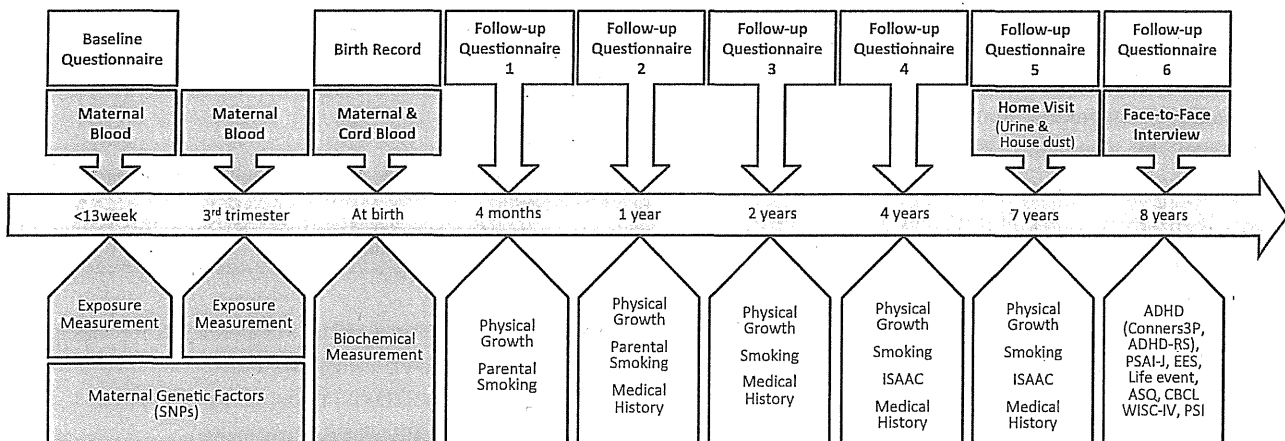 Baseline
Questionnaire
Birth Record
Follow-up
Questionnaire
1
Follow-up
Questionnaire
2
Follow-up
Questionnaire
3
Follow-up
Questionnaire
4
Follow-up
Questionnaire
5
Follow-up
Questionnaire
6
Maternal
Blood
Maternal
Blood
Maternal &
Cord Blood
Home Visit
(Urine &
House dust)
Face-to-Face
Interview
<13week
3rd trimester
At birth
4 months
1 year
2 years
4 years
7 years
8 years
Exposure
Measurement
Exposure
Measurement
Maternal Genetic Factors
(SNPs)
Biochemical
Measurement
Physical
Growth
Parental
Smoking
Physical
Growth
Parental
Smoking
Medical
History
Physical
Growth
Smoking
Medical
History
Physical
Growth
Smoking
ISAAC
Medical
History
Physical
Growth
Smoking
ISAAC
Medical
History
ADHD
(Conners3P,
ADHD-RS),
PSAI-J, EES,
Life event,
ASQ, CBCL
WISC-IV, PSI